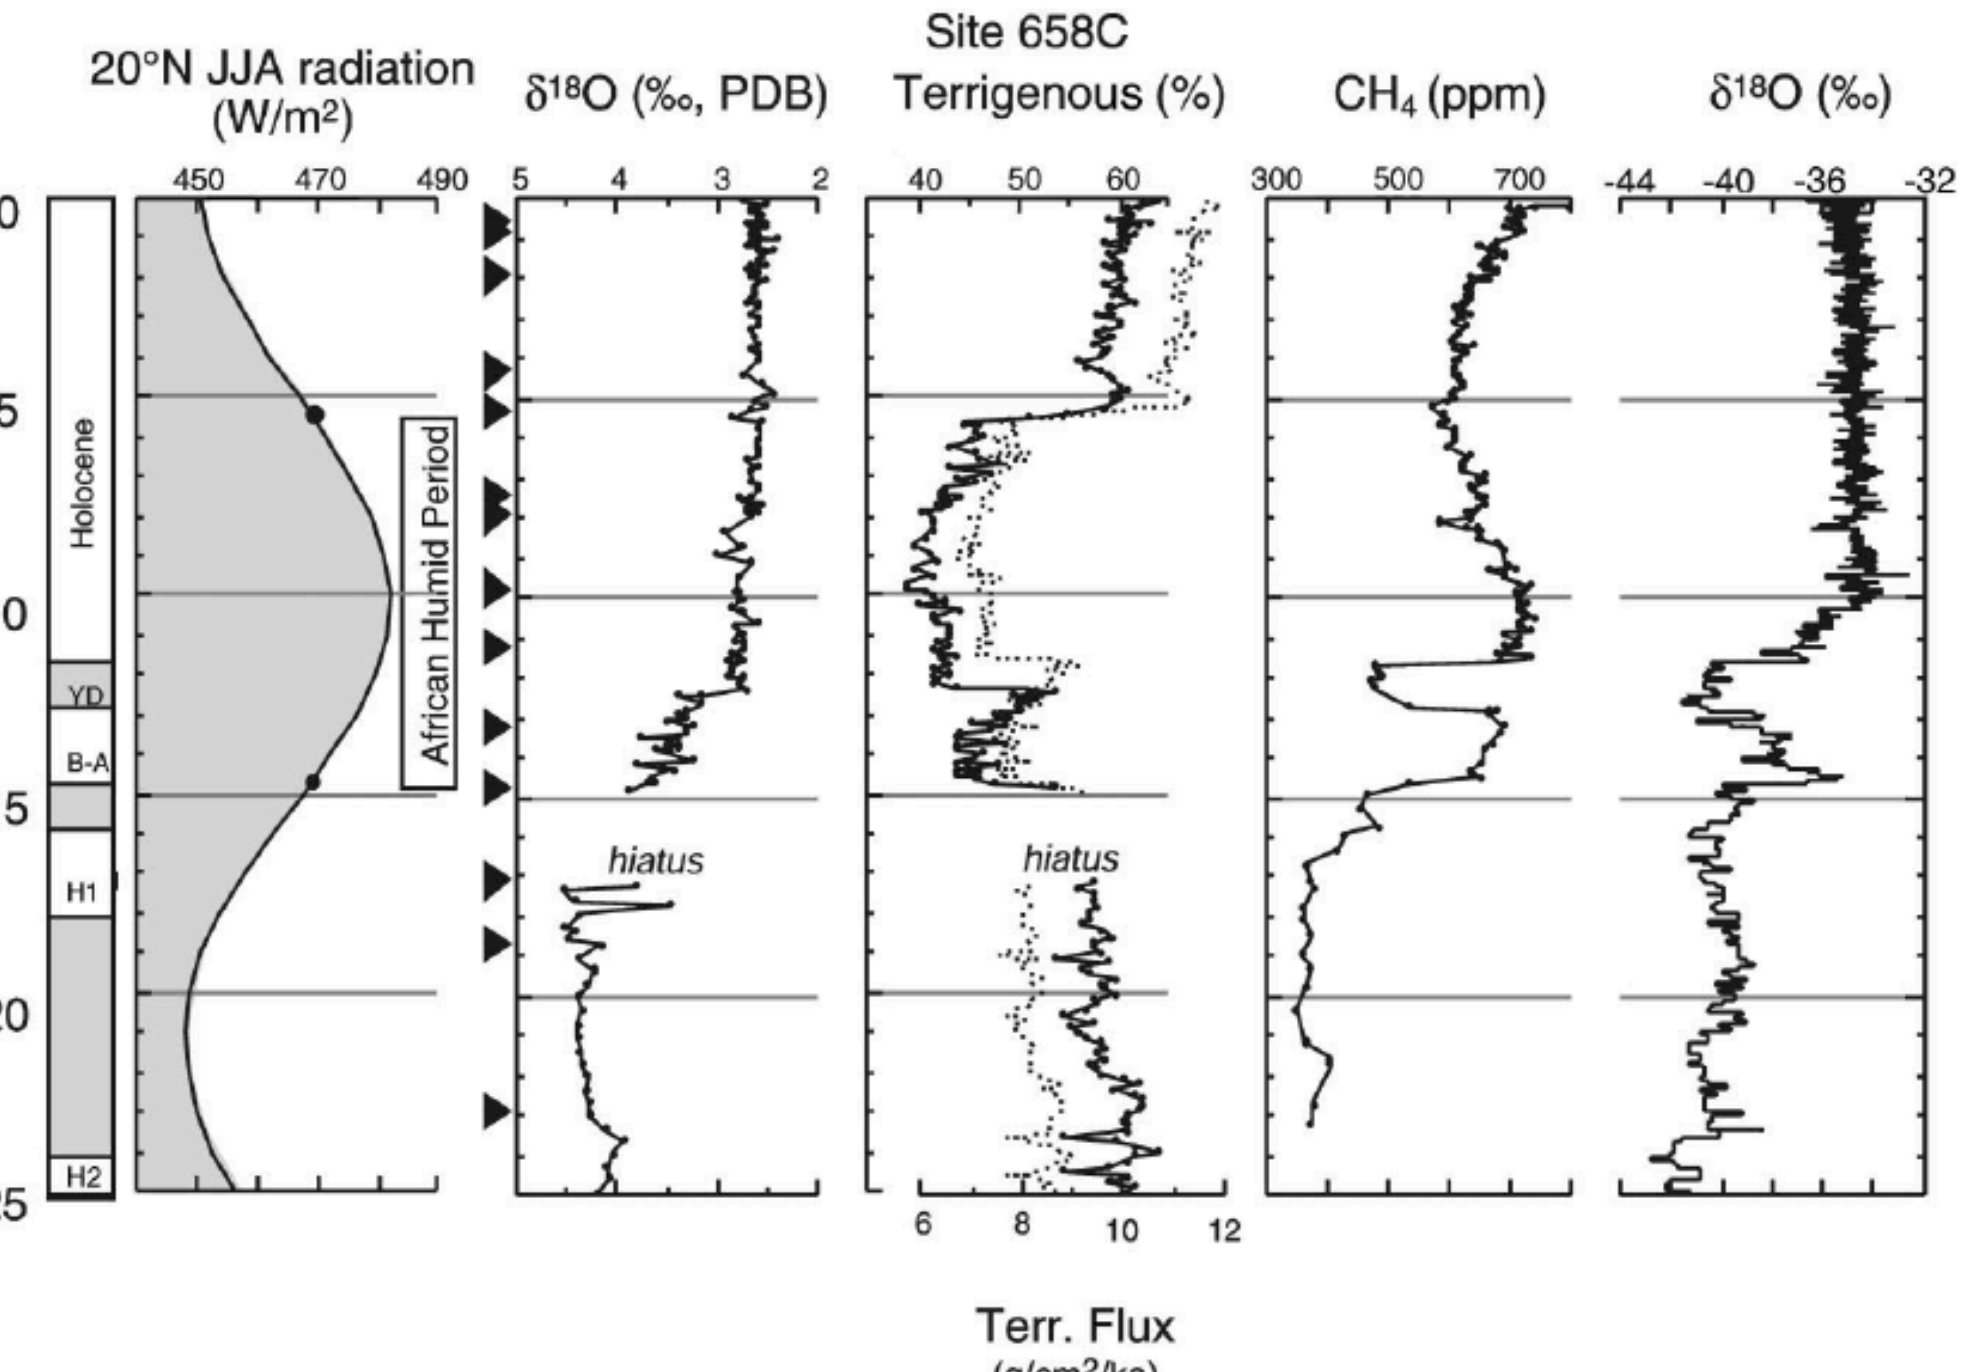 Site 658C
20°N JJA radiation
(W/m²)
δ¹⁸O (‰, PDB)
Terrigenous (%)
CH₄ (ppm)
δ¹⁸O (‰)
450 470 490
5 4 3 2
40 50 60
300 500 700
-44 -40 -36 -32
0
5
0
5
20
25
Holocene
YD
B-A
H1
H2
African Humid Period
hiatus
hiatus
6 8 10 12
Terr. Flux